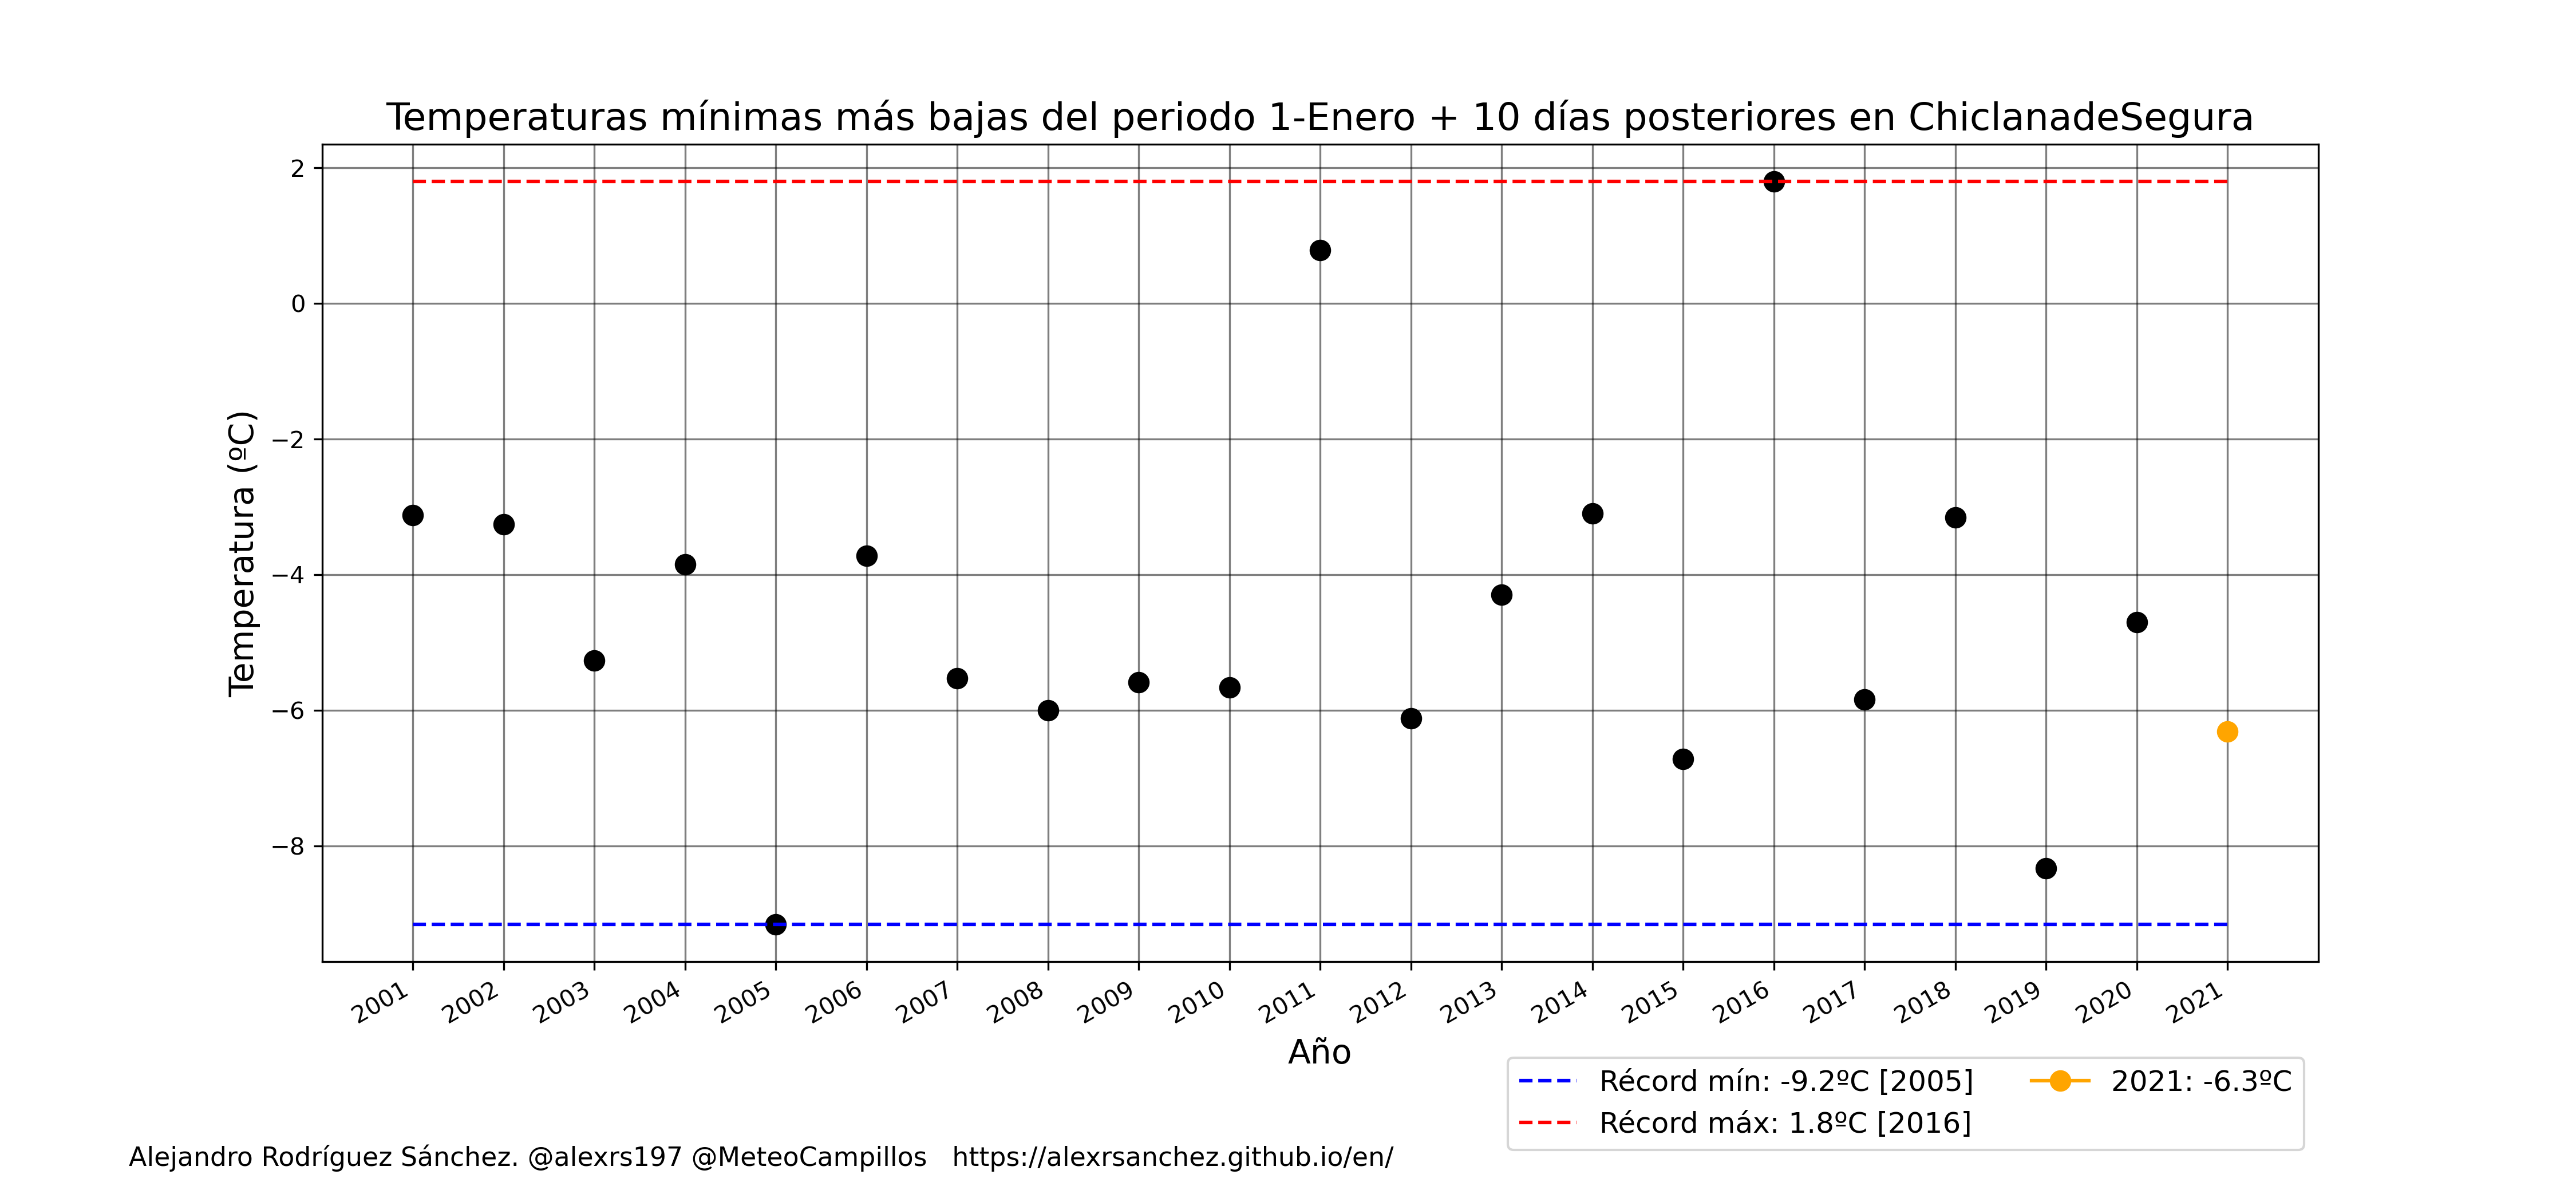 Temperaturas mínimas más bajas del periodo 1-Enero + 10 días posteriores en ChiclanadeSegura
Temperatura (ºC)
2
0
−2
−4
−6
−8
2001 2002 2003 2004 2005 2006 2007 2008 2009 2010 2011 2012 2013 2014 2015 2016 2017 2018 2019 2020 2021
Año
Récord mín: -9.2ºC [2005]
Récord máx: 1.8ºC [2016]
2021: -6.3ºC
Alejandro Rodríguez Sánchez. @alexrs197 @MeteoCampillos https://alexrsanchez.github.io/en/